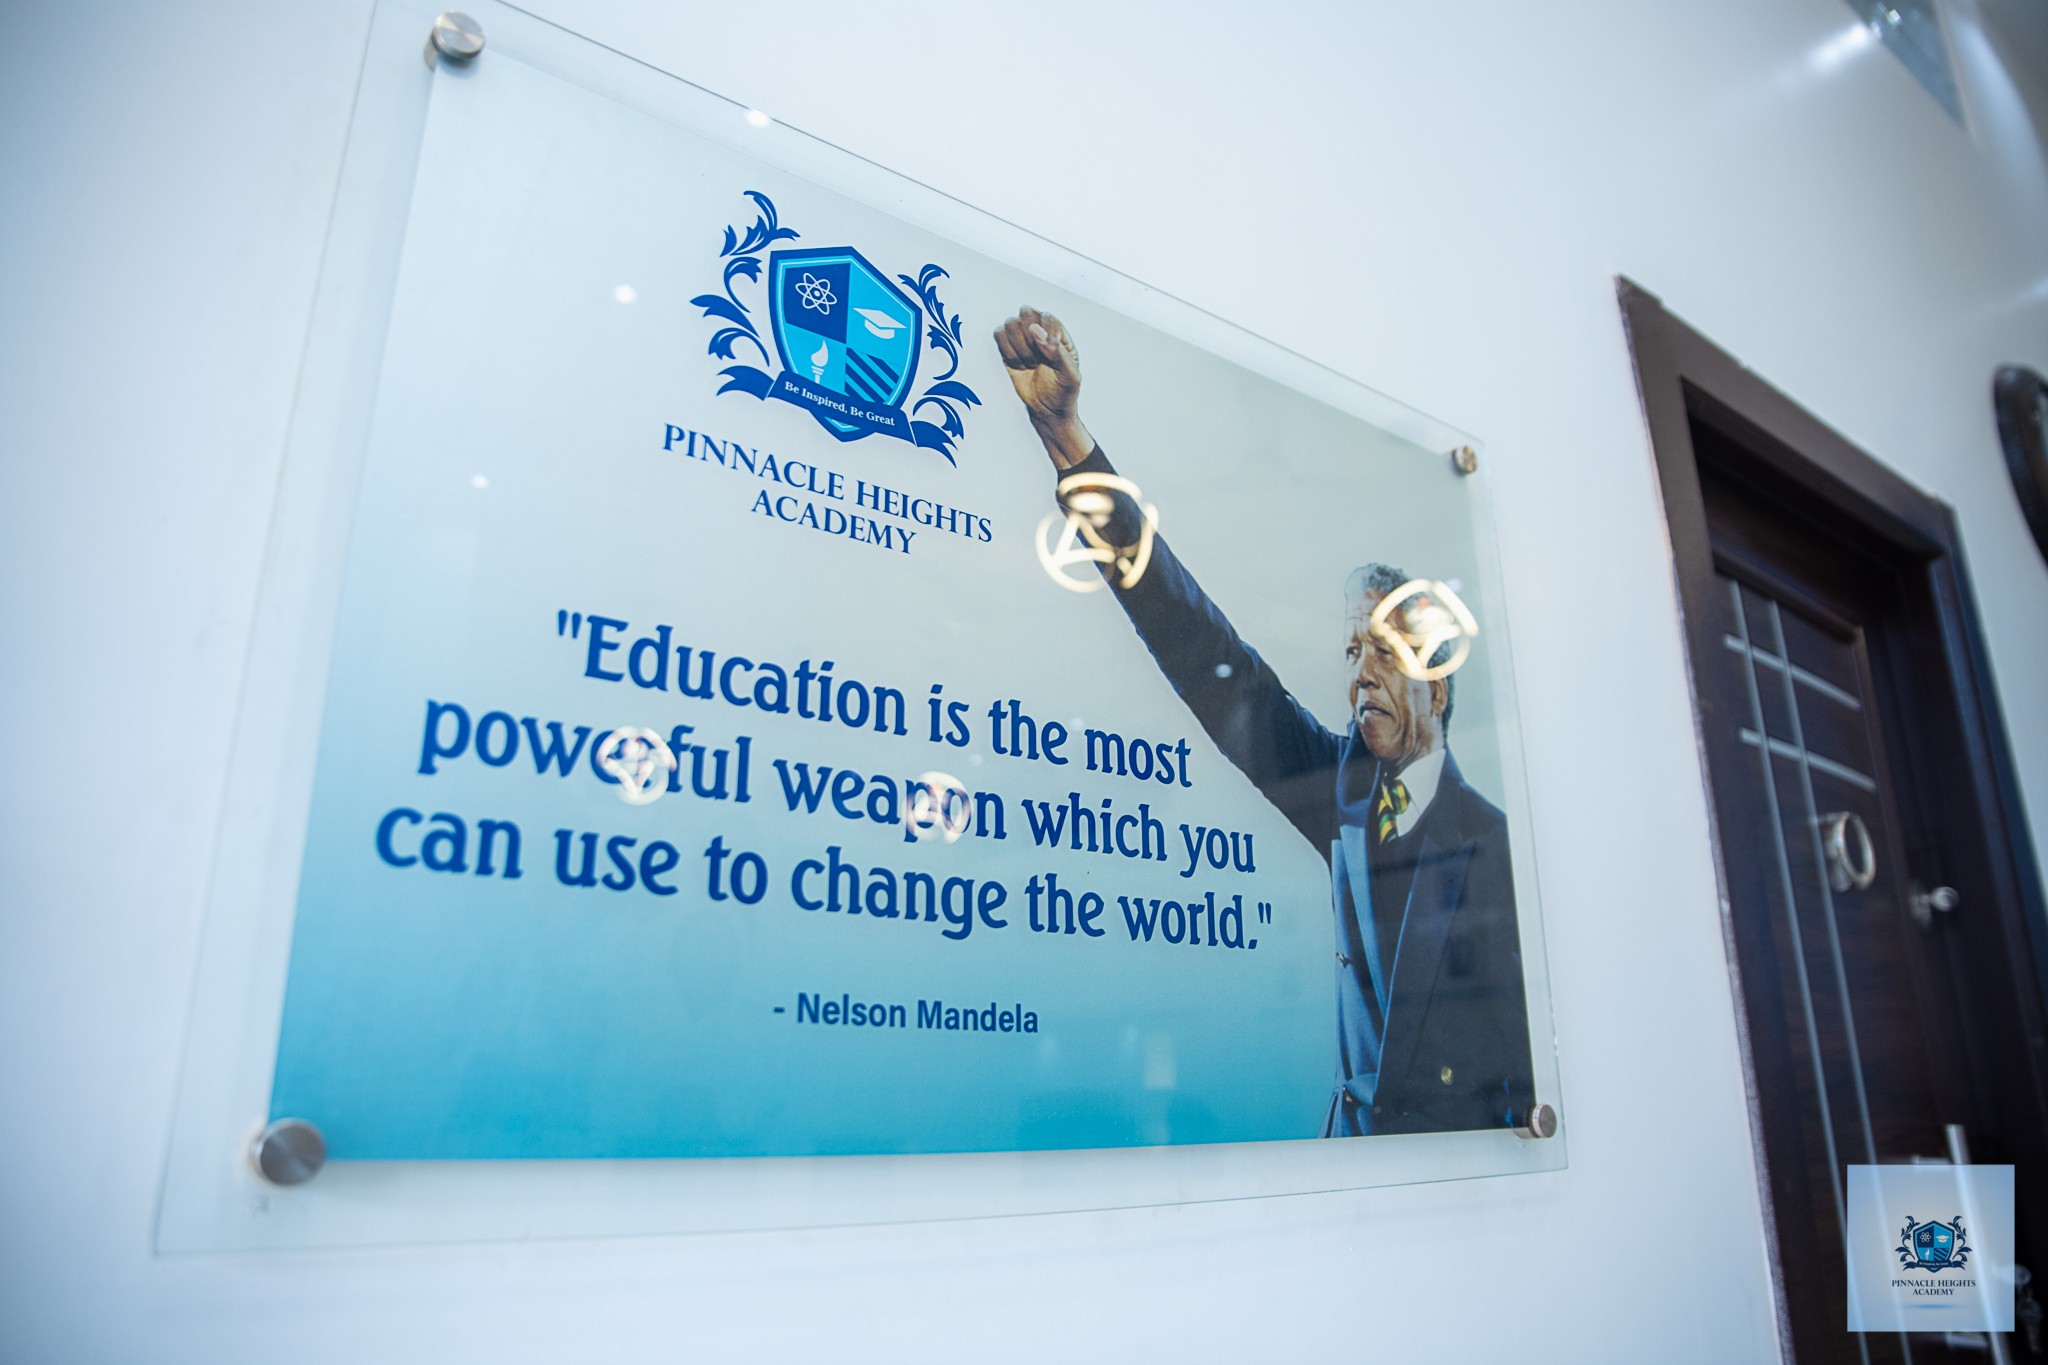 Be Inspired, Be Great
PINNACLE HEIGHTS
ACADEMY
"Education is the most
powerful weapon which you
can use to change the world."
- Nelson Mandela
PINNACLE HEIGHTS
ACADEMY